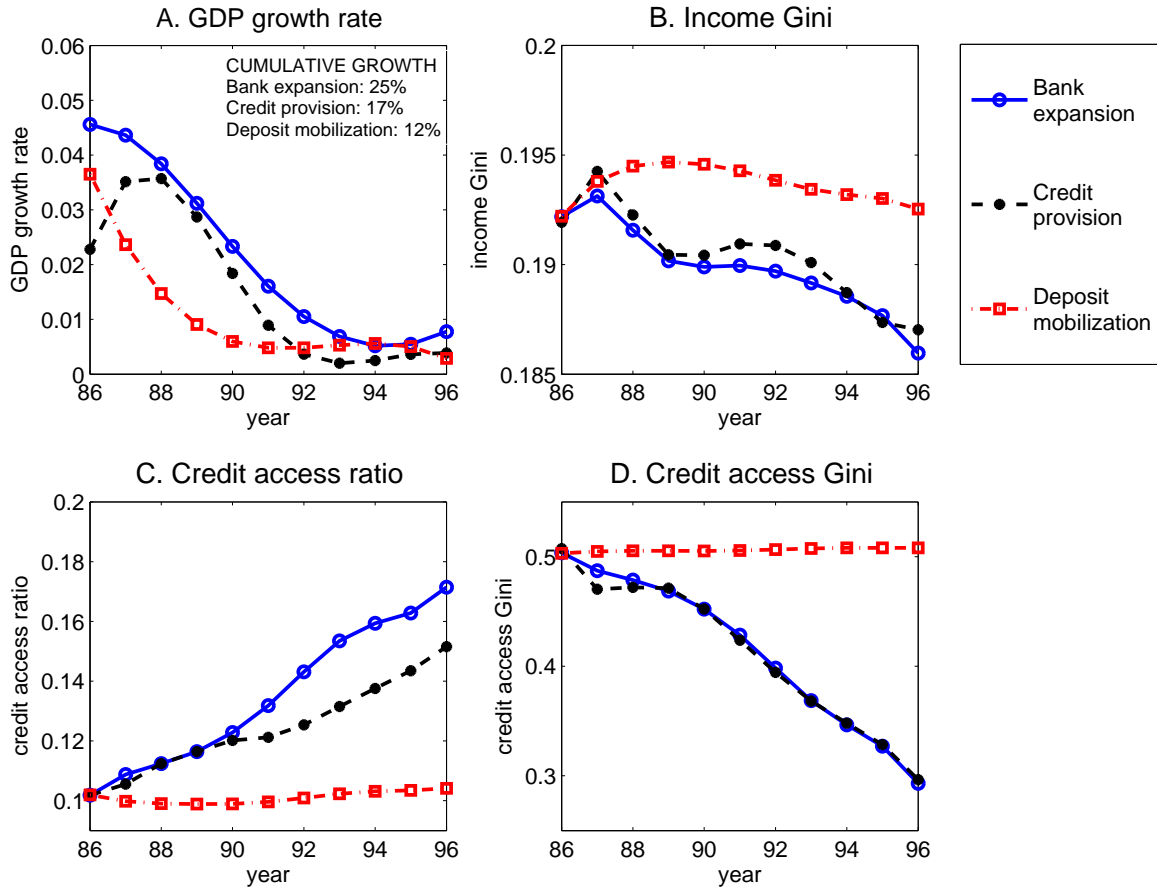 A. GDP growth rate
0.06
0.05
0.04
0.03
0.02
0.01
0
GDP growth rate
CUMULATIVE GROWTH
Bank expansion: 25%
Credit provision: 17%
Deposit mobilization: 12%
86 88 90 92 94 96
year
B. Income Gini
0.2
0.195
0.19
0.185
income Gini
86 88 90 92 94 96
year
Bank
expansion
Credit
provision
Deposit
mobilization
C. Credit access ratio
0.2
0.18
0.16
0.14
0.12
0.1
credit access ratio
86 88 90 92 94 96
year
D. Credit access Gini
0.5
0.4
0.3
credit access Gini
86 88 90 92 94 96
year